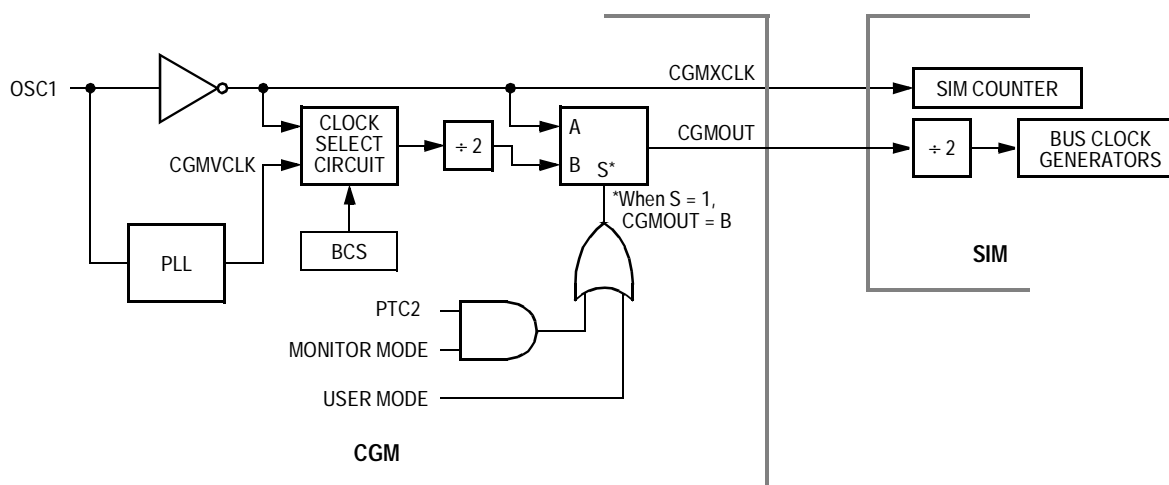 OSC1
CGMXCLK
SIM COUNTER
CLOCK
SELECT
CIRCUIT
÷ 2
A
B
S*
CGMOUT
÷ 2
BUS CLOCK
GENERATORS
CGMVCLK
*When S = 1,
CGMOUT = B
BCS
PLL
SIM
PTC2
MONITOR MODE
USER MODE
CGM